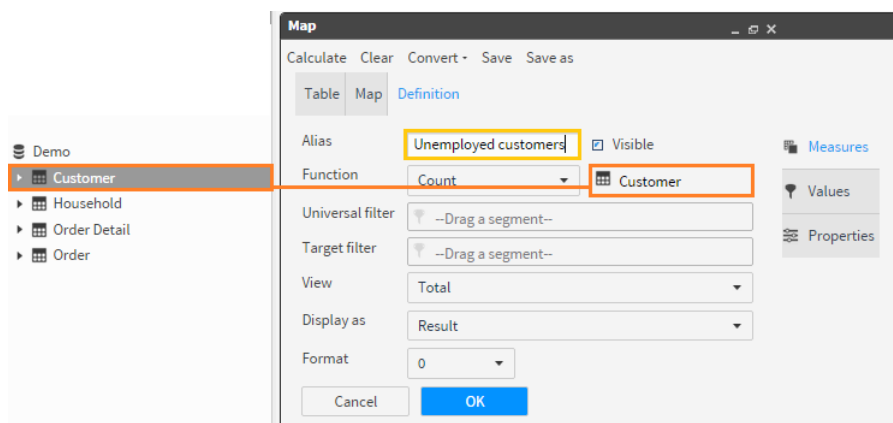 Map
Calculate Clear Convert Save Save as
Table Map Definition
Demo
Customer
Household
Order Detail
Order
Alias Unemployed customers Visible
Function Count Customer
Universal filter --Drag a segment--
Target filter --Drag a segment--
View Total
Display as Result
Format 0
Cancel OK
Measures
Values
Properties